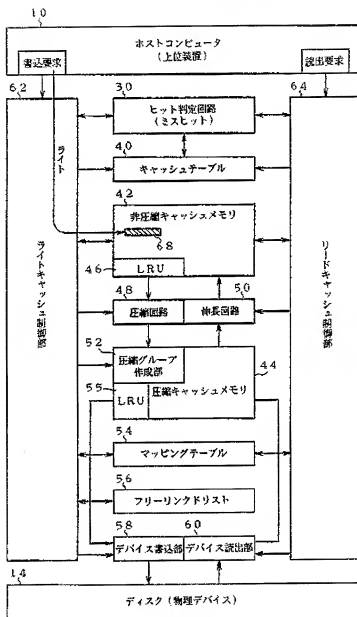 10
ホストコンピュータ
(上位装置)
書込要求
読出要求
62
64
30
ヒット判定回路
(ミスヒット)
ライト
40
キャッシュテーブル
42
非圧縮キャッシュメモリ
68
46
LRU
48
50
圧縮回路
伸長回路
52
圧縮グループ
作成部
44
55
LRU
圧縮キャッシュメモリ
54
マッピングテーブル
56
フリーリンクドリスト
58
60
デバイス書込部
デバイス読出部
ライトキャッシュ
リードキャッシュ
14
ディスク(物理デバイス)